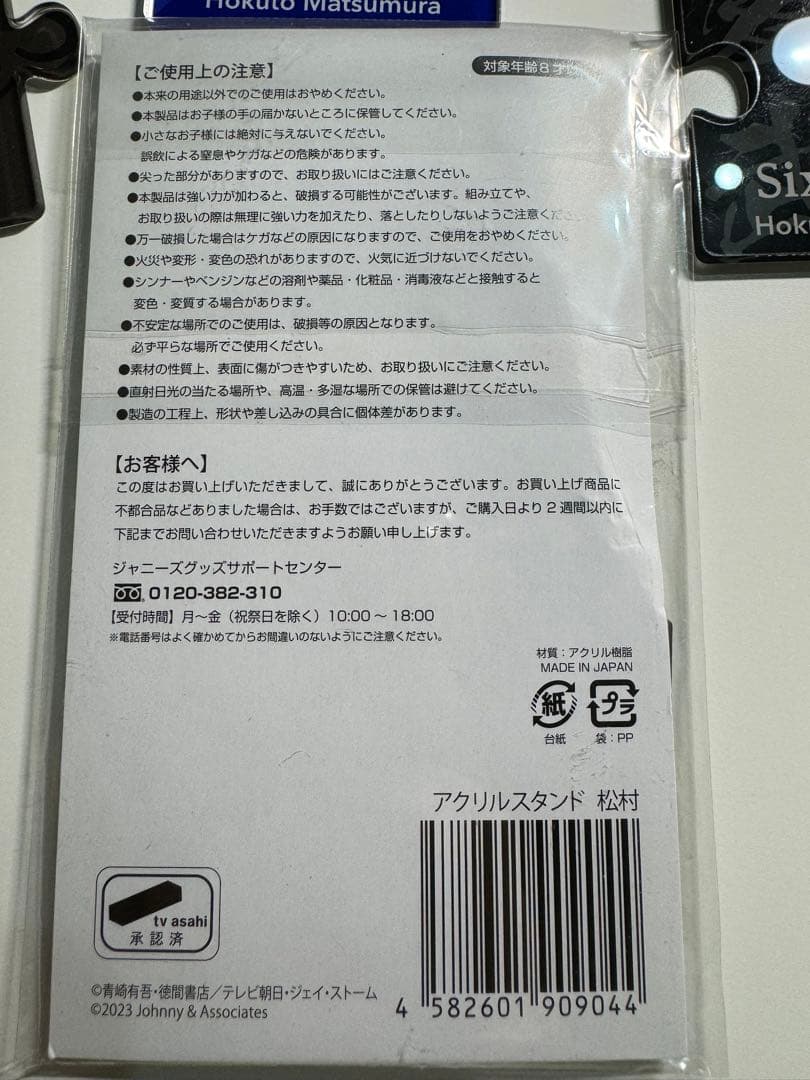 Hokuto Matsumura
【ご使用上の注意】
対象年齢8才
●本来の用途以外でのご使用はおやめください。
●本製品はお子様の手の届かないところに保管してください。
●小さなお子様には絶対に与えないでください。
誤飲による窒息やケガなどの危険があります。
●尖った部分がありますので、お取り扱いにはご注意ください。
●本製品は強い力が加わると、破損する可能性がございます。組み立てや、
お取り扱いの際は無理に強い力を加えたり、落としたりしないようご注意くだ
●万一破損した場合はケガなどの原因になりますので、ご使用をおやめください。
●火災や変形・変色の恐れがありますので、火気に近づけないでください。
●シンナーやベンジンなどの溶剤や薬品・化粧品・消毒液などと接触すると
変色・変質する場合があります。
●不安定な場所でのご使用は、破損等の原因となります。
必ず平らな場所でご使用ください。
●素材の性質上、表面に傷がつきやすいため、お取り扱いにご注意ください。
●直射日光の当たる場所や、高温・多湿な場所での保管は避けてください。
●製造の工程上、形状や差し込みの具合に個体差があります。
【お客様へ】
この度はお買い上げいただきまして、誠にありがとうございます。お買い上げ商品に
不都合品などありました場合は、お手数ではございますが、ご購入日より2週間以内に
下記までお問い合わせいただきますようお願い申し上げます。
ジャニーズグッズサポートセンター
0120-382-310
【受付時間】月〜金（祝祭日を除く）10:00〜18:00
※電話番号はよく確かめてからお間違いのないようにご注意ください。
材質：アクリル樹脂
MADE IN JAPAN
紙 プラ
台紙 袋：PP
アクリルスタンド 松村
4 582601 909044
tv asahi
承認済
©青崎有吾・徳間書店／テレビ朝日・ジェイ・ストーム
©2023 Johnny & Associates
Six
Hoku